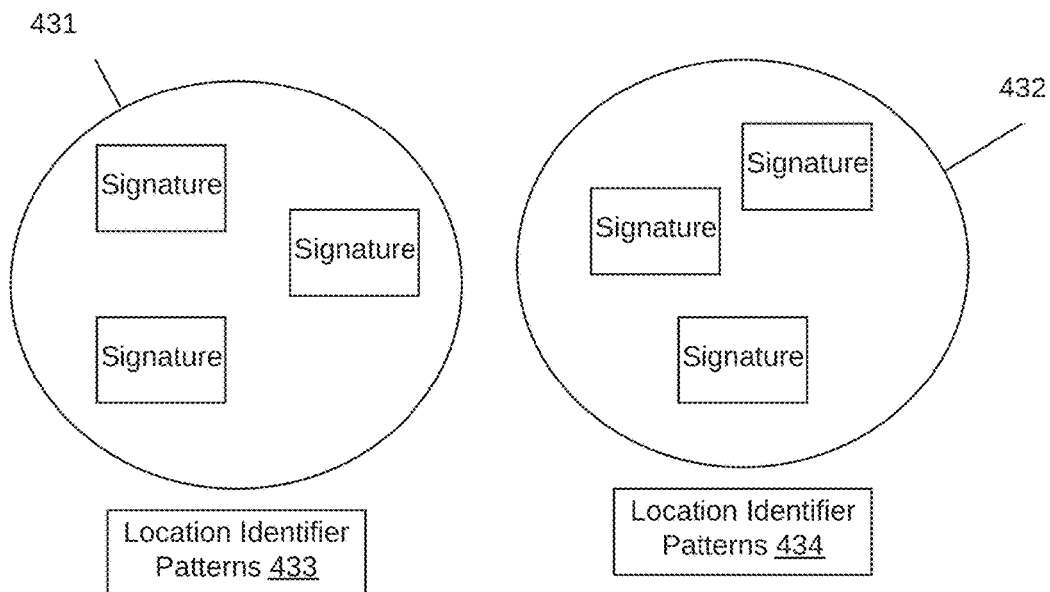 431
432
Signature
Signature
Signature
Signature
Signature
Signature
Location Identifier
Patterns 433
Location Identifier
Patterns 434